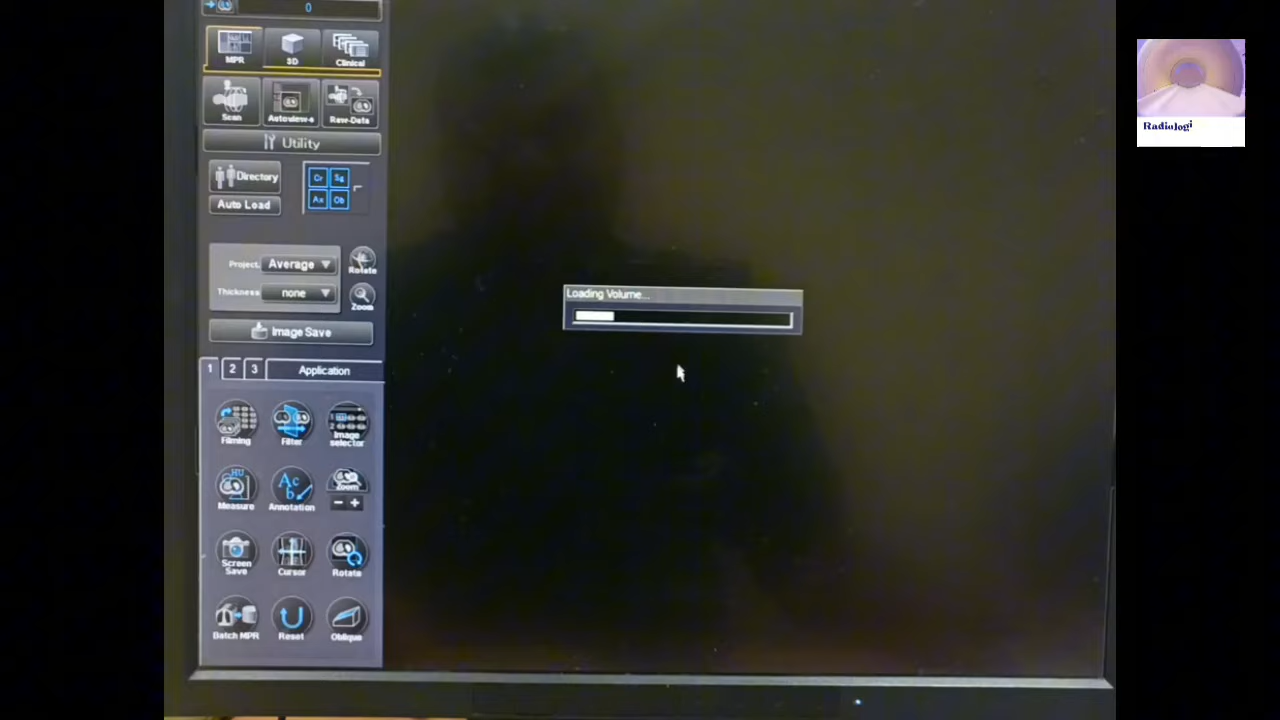 0
MPR
3D
Clinical
Scan
Autoview-s
Raw-Data
Utility
Directory
Auto Load
Cr
Sg
Ax
Ob
Project.
Average
Rotate
Thickness
none
Zoom
Image Save
1
2
3
Application
Filming
Filter
Image
selector
HU
Measure
Ac
b
Annotation
Zoom
- +
Screen
Save
Cursor
Rotate
Batch MPR
Reset
Oblique
Loading Volume...
Radiologi